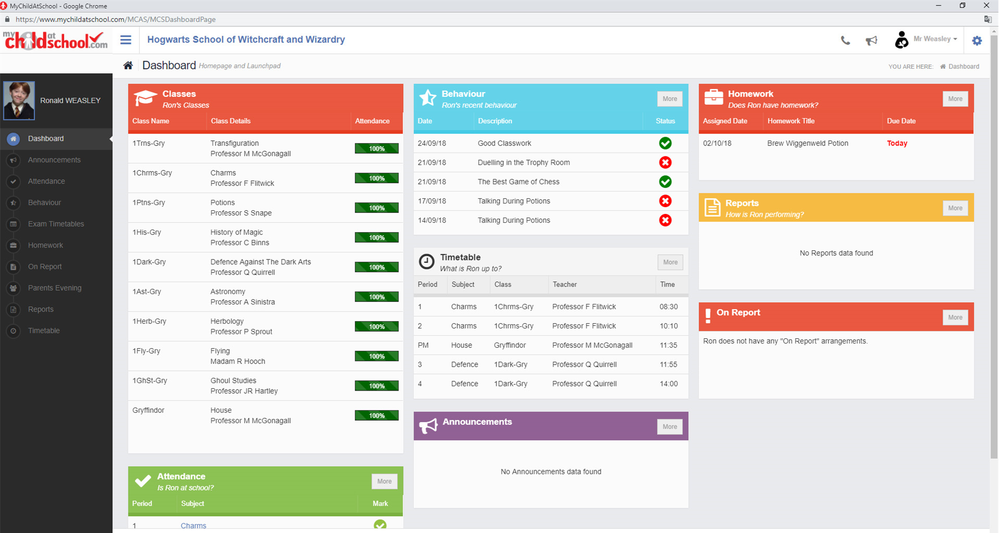 MyChildAtSchool - Google Chrome
https://www.mychildatschool.com/MCAS/MCSDashboardPage
my child at school.com
Hogwarts School of Witchcraft and Wizardry
Mr Weasley
Dashboard Homepage and Launchpad
YOU ARE HERE: Dashboard
Ronald WEASLEY
Dashboard
Announcements
Attendance
Behaviour
Exam Timetables
Homework
On Report
Parents Evening
Reports
Timetable
Classes
Ron's Classes
Class Name Class Details Attendance
1Trns-Gry Transfiguration 100%
Professor M McGonagall
1Chrms-Gry Charms 100%
Professor F Flitwick
1Ptns-Gry Potions 100%
Professor S Snape
1His-Gry History of Magic 100%
Professor C Binns
1Dark-Gry Defence Against The Dark Arts 100%
Professor Q Quirrell
1Ast-Gry Astronomy 100%
Professor A Sinistra
1Herb-Gry Herbology 100%
Professor P Sprout
1Fly-Gry Flying 100%
Madam R Hooch
1GhSt-Gry Ghoul Studies 100%
Professor JR Hartley
Gryffindor House 100%
Professor M McGonagall
Attendance More
Is Ron at school?
Period Subject Mark
1 Charms
Behaviour More
Ron's recent behaviour
Date Description Status
24/09/18 Good Classwork
21/09/18 Duelling in the Trophy Room
21/09/18 The Best Game of Chess
17/09/18 Talking During Potions
14/09/18 Talking During Potions
Timetable More
What is Ron up to?
Period Subject Class Teacher Time
1 Charms 1Chrms-Gry Professor F Flitwick 08:30
2 Charms 1Chrms-Gry Professor F Flitwick 10:10
PM House Gryffindor Professor M McGonagall 11:35
3 Defence 1Dark-Gry Professor Q Quirrell 11:55
4 Defence 1Dark-Gry Professor Q Quirrell 14:00
Announcements More
No Announcements data found
Homework More
Does Ron have homework?
Assigned Date Homework Title Due Date
02/10/18 Brew Wiggenweld Potion Today
Reports More
How is Ron performing?
No Reports data found
On Report More
Ron does not have any "On Report" arrangements.